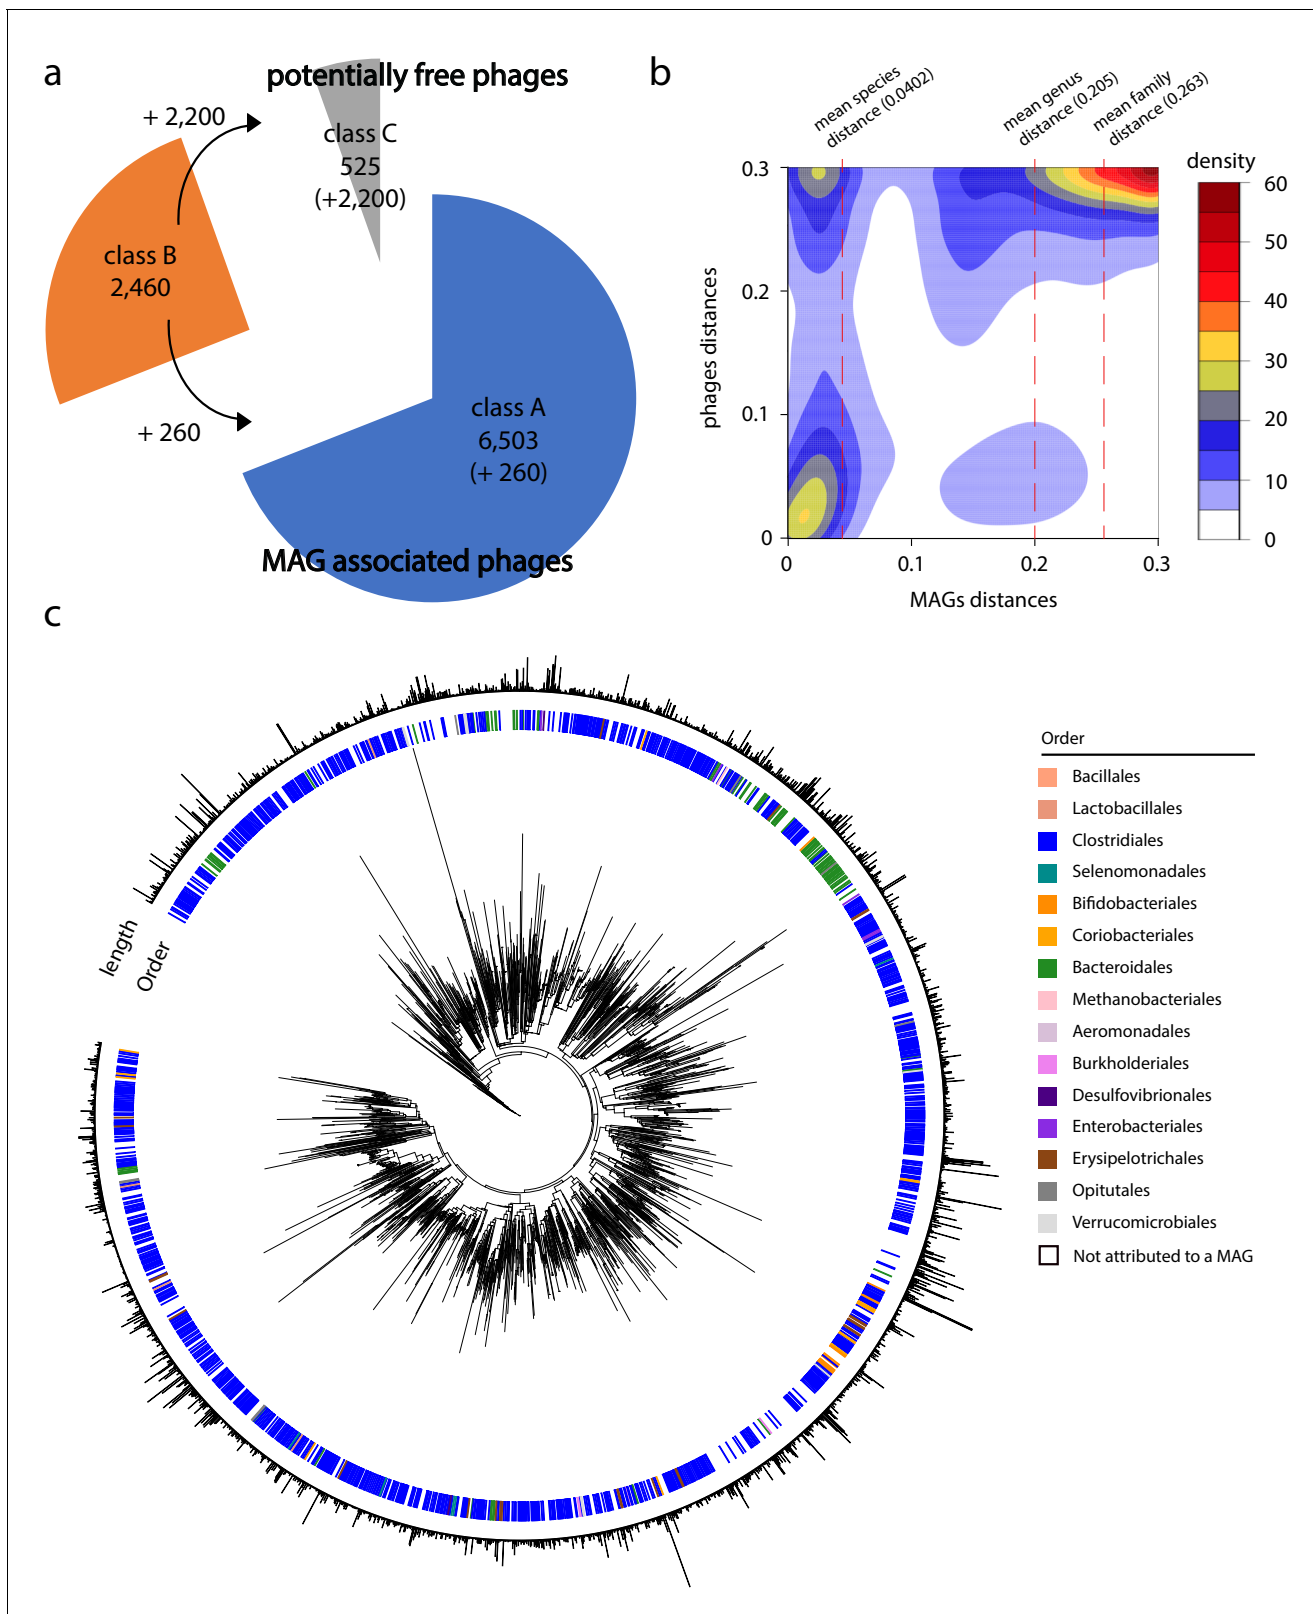 a
potentially free phages
+ 2,200
class C
525
(+2,200)
class B
2,460
+ 260
class A
6,503
(+ 260)
MAG associated phages
b
mean species
distance (0.0402)
mean genus
distance (0.205)
mean family
distance (0.263)
density
60
50
40
30
20
10
0
phages distances
0.3
0.2
0.1
0
0
0.1
0.2
0.3
MAGs distances
c
length
Order
Order
Bacillales
Lactobacillales
Clostridiales
Selenomonadales
Bifidobacteriales
Coriobacteriales
Bacteroidales
Methanobacteriales
Aeromonadales
Burkholderiales
Desulfovibrionales
Enterobacteriales
Erysipelotrichales
Opitutales
Verrucomicrobiales
Not attributed to a MAG